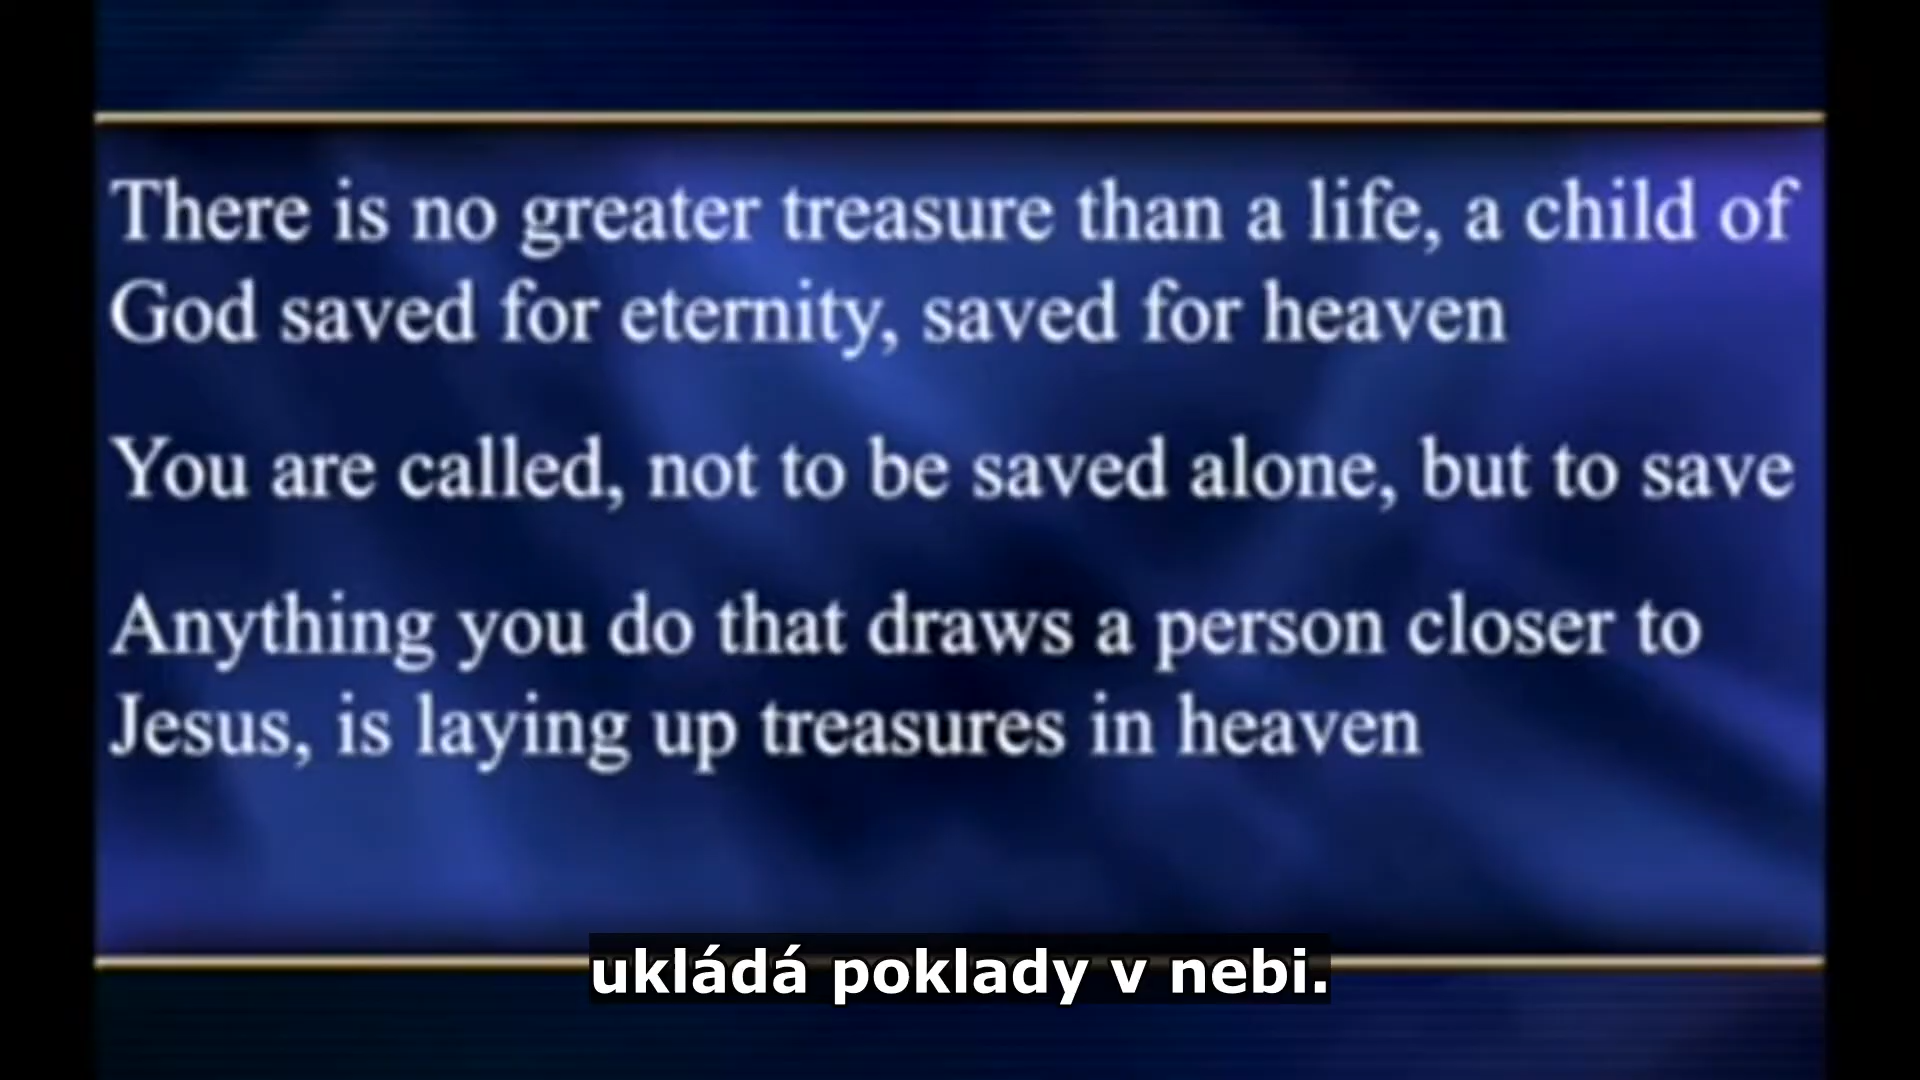 There is no greater treasure than a life, a child of
God saved for eternity, saved for heaven
You are called, not to be saved alone, but to save
Anything you do that draws a person closer to
Jesus, is laying up treasures in heaven
ukládá poklady v nebi.